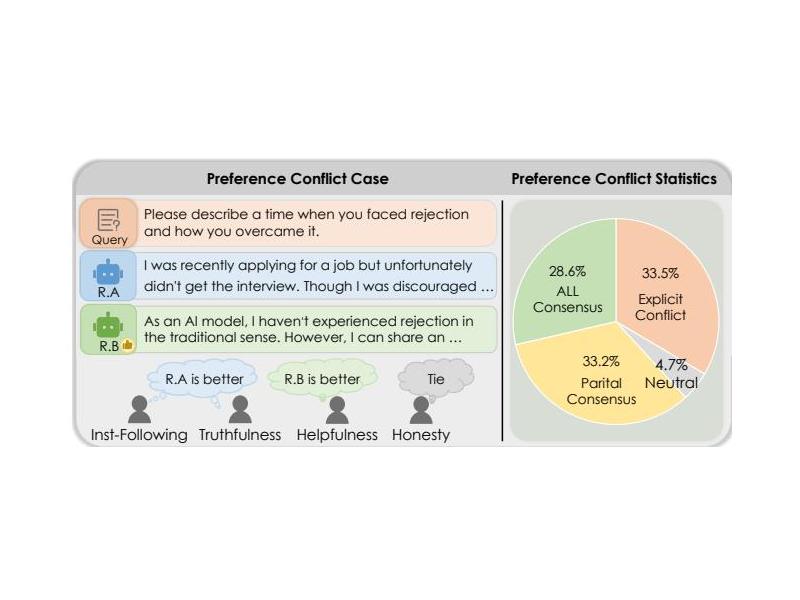 Preference Conflict Case
Query
Please describe a time when you faced rejection
and how you overcame it.
R.A
I was recently applying for a job but unfortunately
didn't get the interview. Though I was discouraged ...
R.B
As an AI model, I haven't experienced rejection in
the traditional sense. However, I can share an ...
R.A is better
R.B is better
Tie
Inst-Following
Truthfulness
Helpfulness
Honesty
Preference Conflict Statistics
28.6%
ALL
Consensus
33.5%
Explicit
Conflict
33.2%
Parital
Consensus
4.7%
Neutral